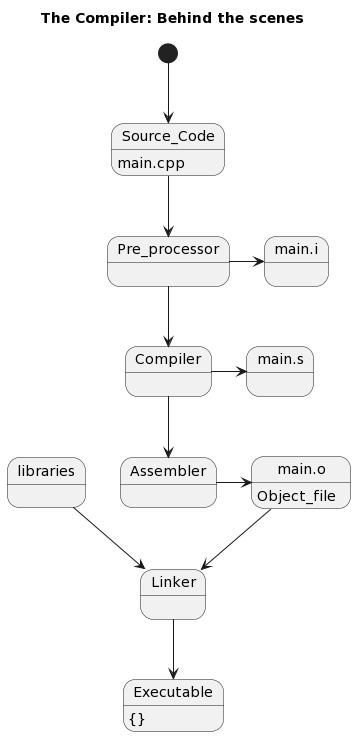 The Compiler: Behind the scenes
Source_Code
main.cpp
Pre_processor
main.i
Compiler
main.s
libraries
Assembler
main.o
Object_file
Linker
Executable
{}